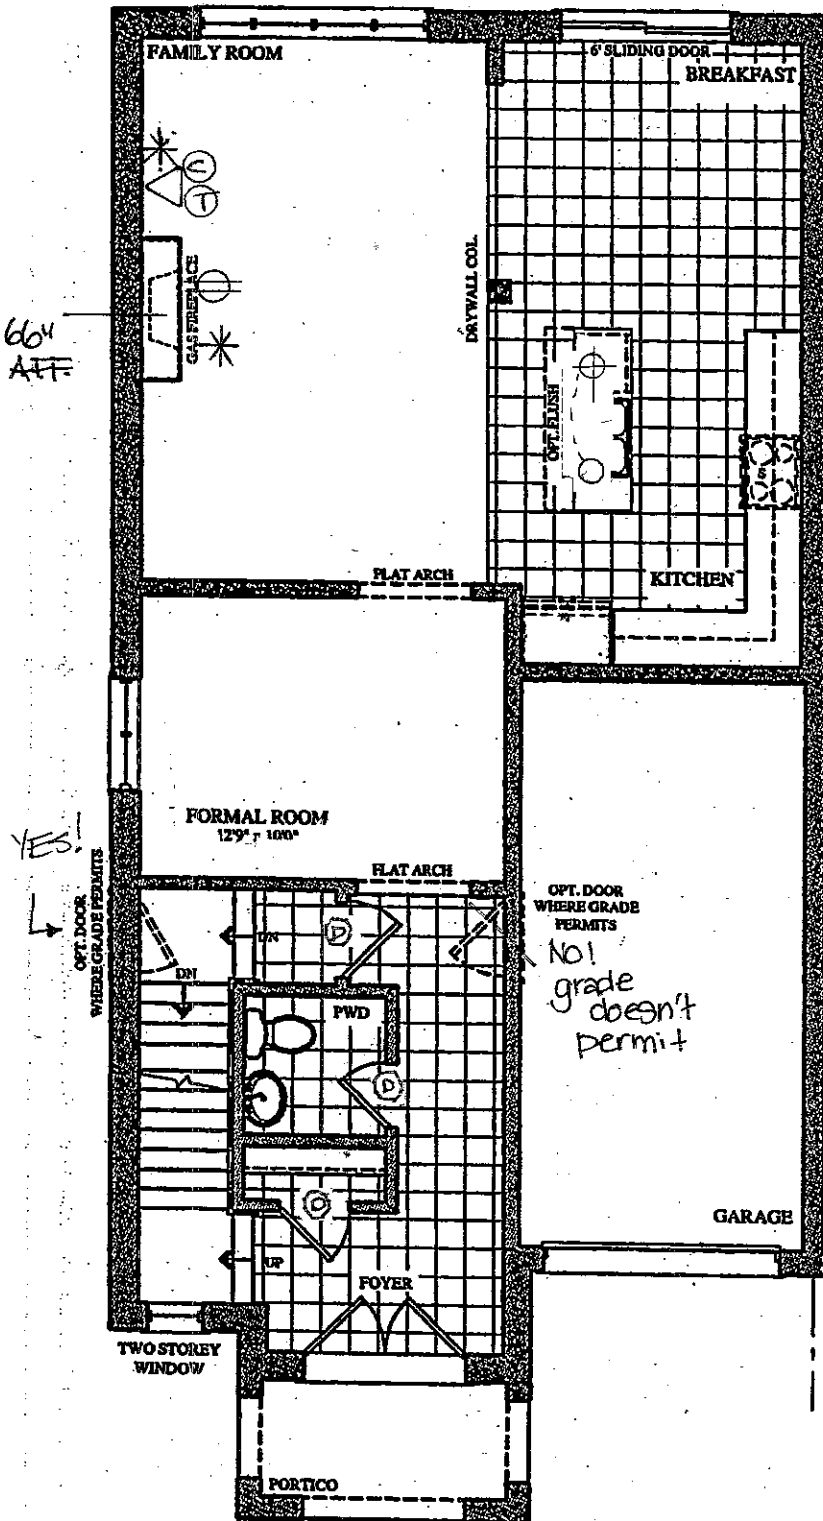 FAMILY ROOM
6' SLIDING DOOR
BREAKFAST
C
T
GAS FIREPLACE
66"
AFF.
DRYWALL COL.
OPT. FLUSH
S
FLAT ARCH
KITCHEN
FORMAL ROOM
12'9" x 10'0"
YES!
OPT. DOOR
WHERE GRADE PERMITS
FLAT ARCH
OPT. DOOR
WHERE GRADE
PERMITS
NO!
grade
doesn't
permit
DN
D
DN
PWD
D
D
UP
FOYER
GARAGE
TWO STOREY
WINDOW
PORTICO